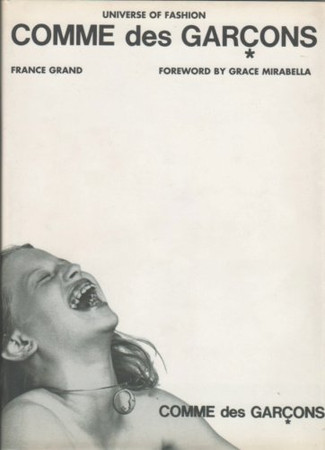 UNIVERSE OF FASHION
COMME des GARÇONS
*
FRANCE GRAND
FOREWORD BY GRACE MIRABELLA
COMME des GARÇONS
*